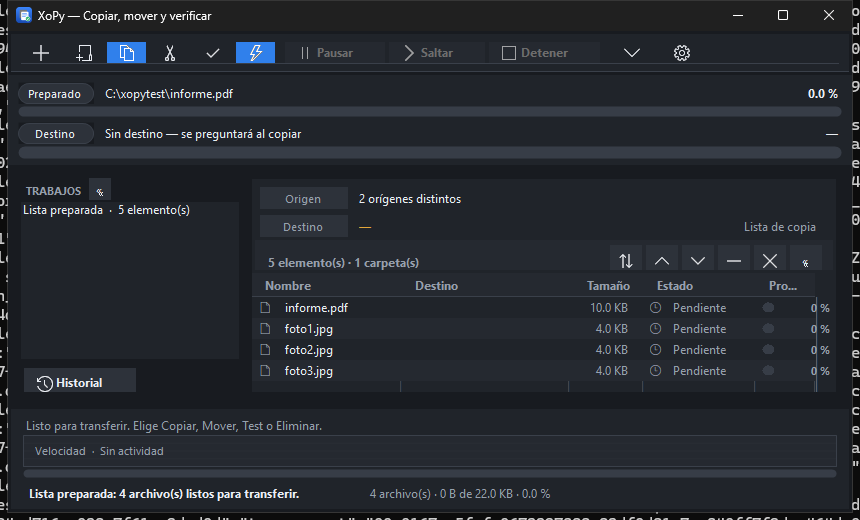 XoPy — Copiar, mover y verificar
Pausar
Saltar
Detener
Preparado
C:\xopytest\informe.pdf
0.0 %
Destino
Sin destino — se preguntará al copiar
—
TRABAJOS
Lista preparada · 5 elemento(s)
Historial
Origen
2 orígenes distintos
Destino
—
Lista de copia
5 elemento(s) · 1 carpeta(s)
Nombre Destino Tamaño Estado Pro...
informe.pdf 10.0 KB Pendiente 0 %
foto1.jpg 4.0 KB Pendiente 0 %
foto2.jpg 4.0 KB Pendiente 0 %
foto3.jpg 4.0 KB Pendiente 0 %
Listo para transferir. Elige Copiar, Mover, Test o Eliminar.
Velocidad · Sin actividad
Lista preparada: 4 archivo(s) listos para transferir.
4 archivo(s) · 0 B de 22.0 KB · 0.0 %